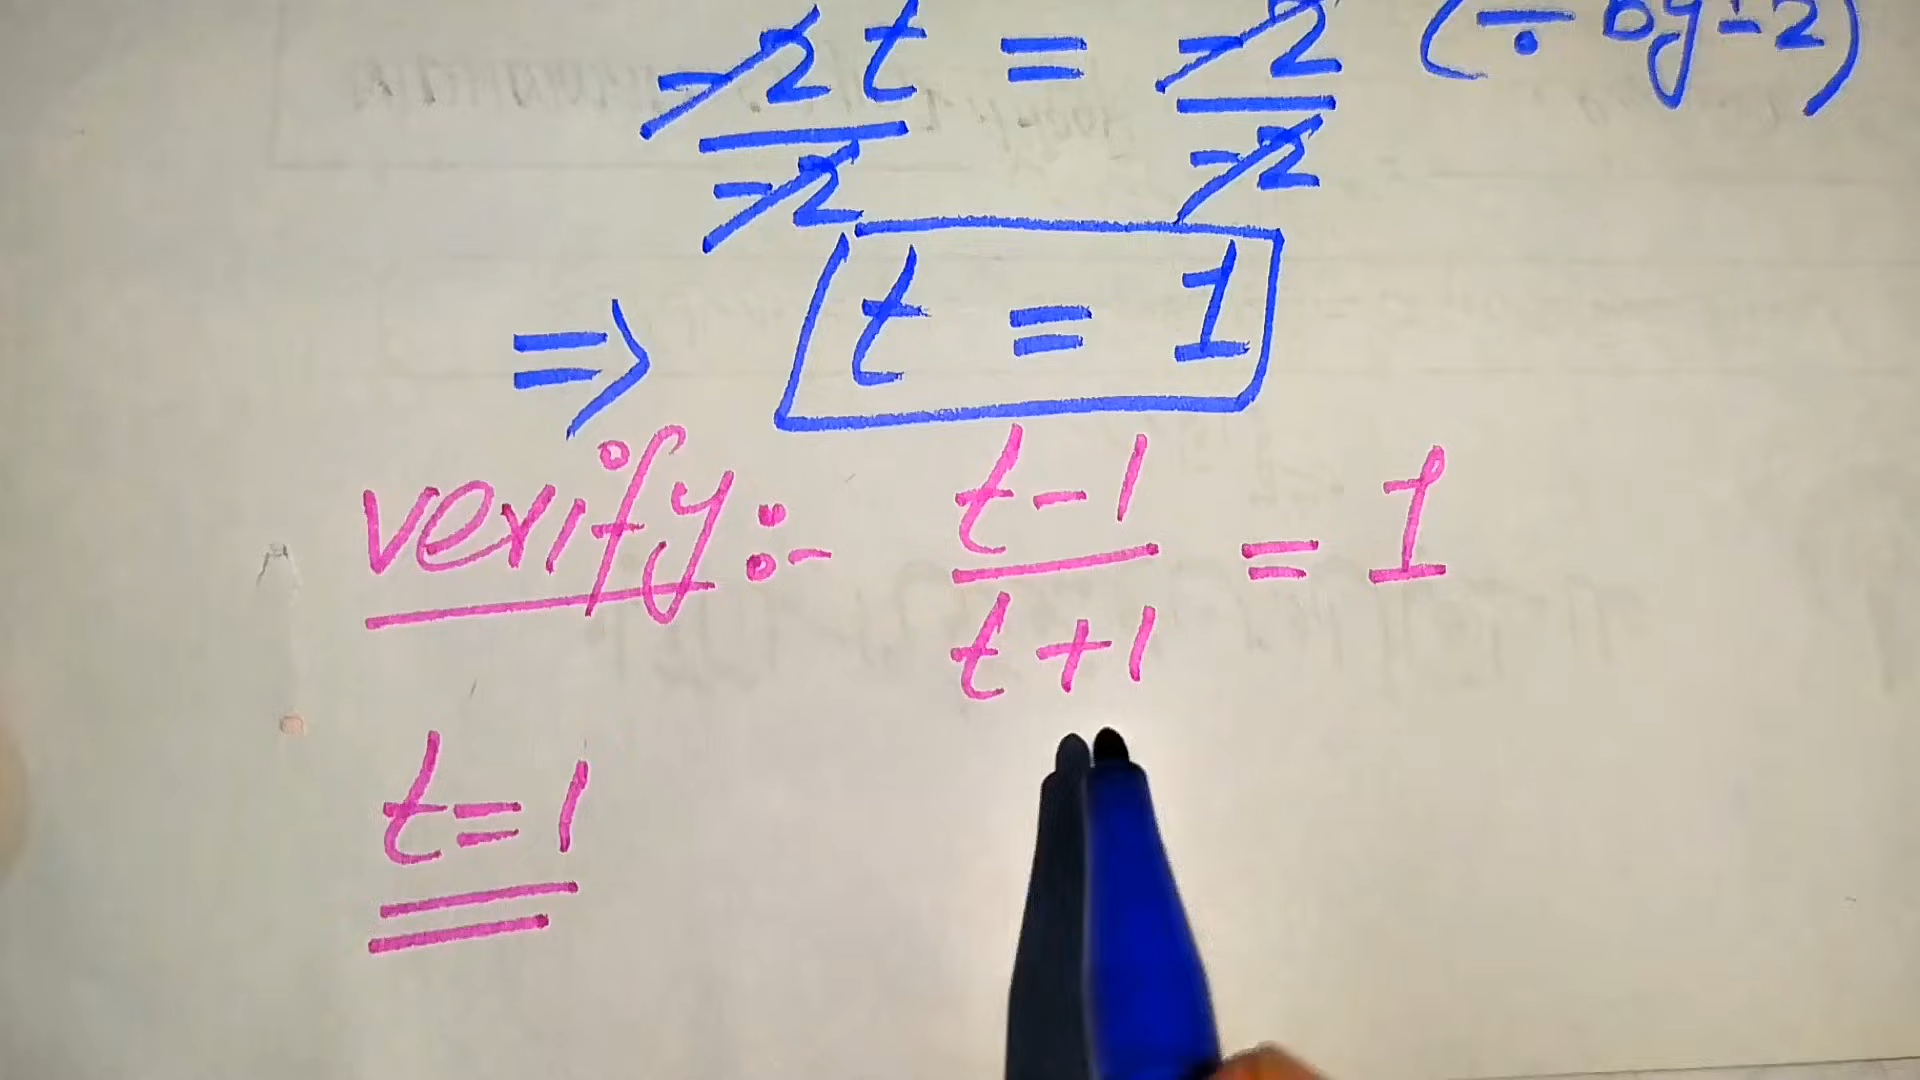 -2t = -2 (÷ by -2)
-2 -2
⇒ t = 1
verify :- t-1 = 1
t+1
t=1